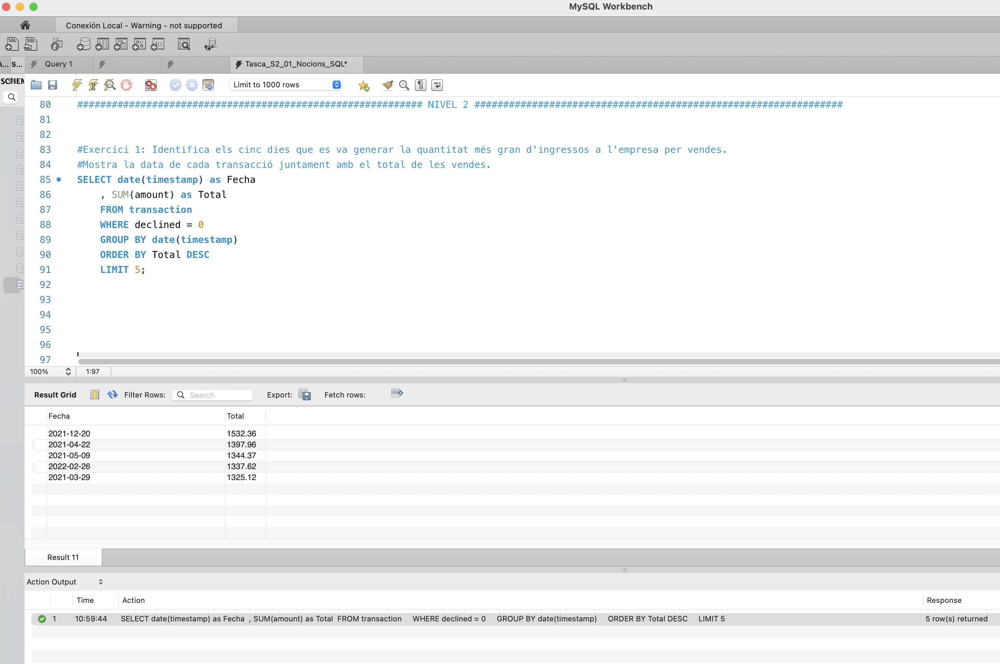 MySQL Workbench
Conexión Local - Warning - not supported
SQL SQL
A... S... Query 1 Tasca_S2_01_Nocions_SQL*
SCHEM
Limit to 1000 rows
80 ############################################################ NIVEL 2 ################################################################
81
82
83 #Exercici 1: Identifica els cinc dies que es va generar la quantitat més gran d'ingressos a l'empresa per vendes.
84 #Mostra la data de cada transacció juntament amb el total de les vendes.
85 SELECT date(timestamp) as Fecha
86 , SUM(amount) as Total
87 FROM transaction
88 WHERE declined = 0
89 GROUP BY date(timestamp)
90 ORDER BY Total DESC
91 LIMIT 5;
92
93
94
95
96
97
100% 1:97
Result Grid Filter Rows: Search Export: Fetch rows:
Fecha Total
2021-12-20 1532.36
2021-04-22 1397.96
2021-05-09 1344.37
2022-02-26 1337.62
2021-03-29 1325.12
Result 11
Action Output
Time Action Response
1 10:59:44 SELECT date(timestamp) as Fecha , SUM(amount) as Total FROM transaction WHERE declined = 0 GROUP BY date(timestamp) ORDER BY Total DESC LIMIT 5 5 row(s) returned